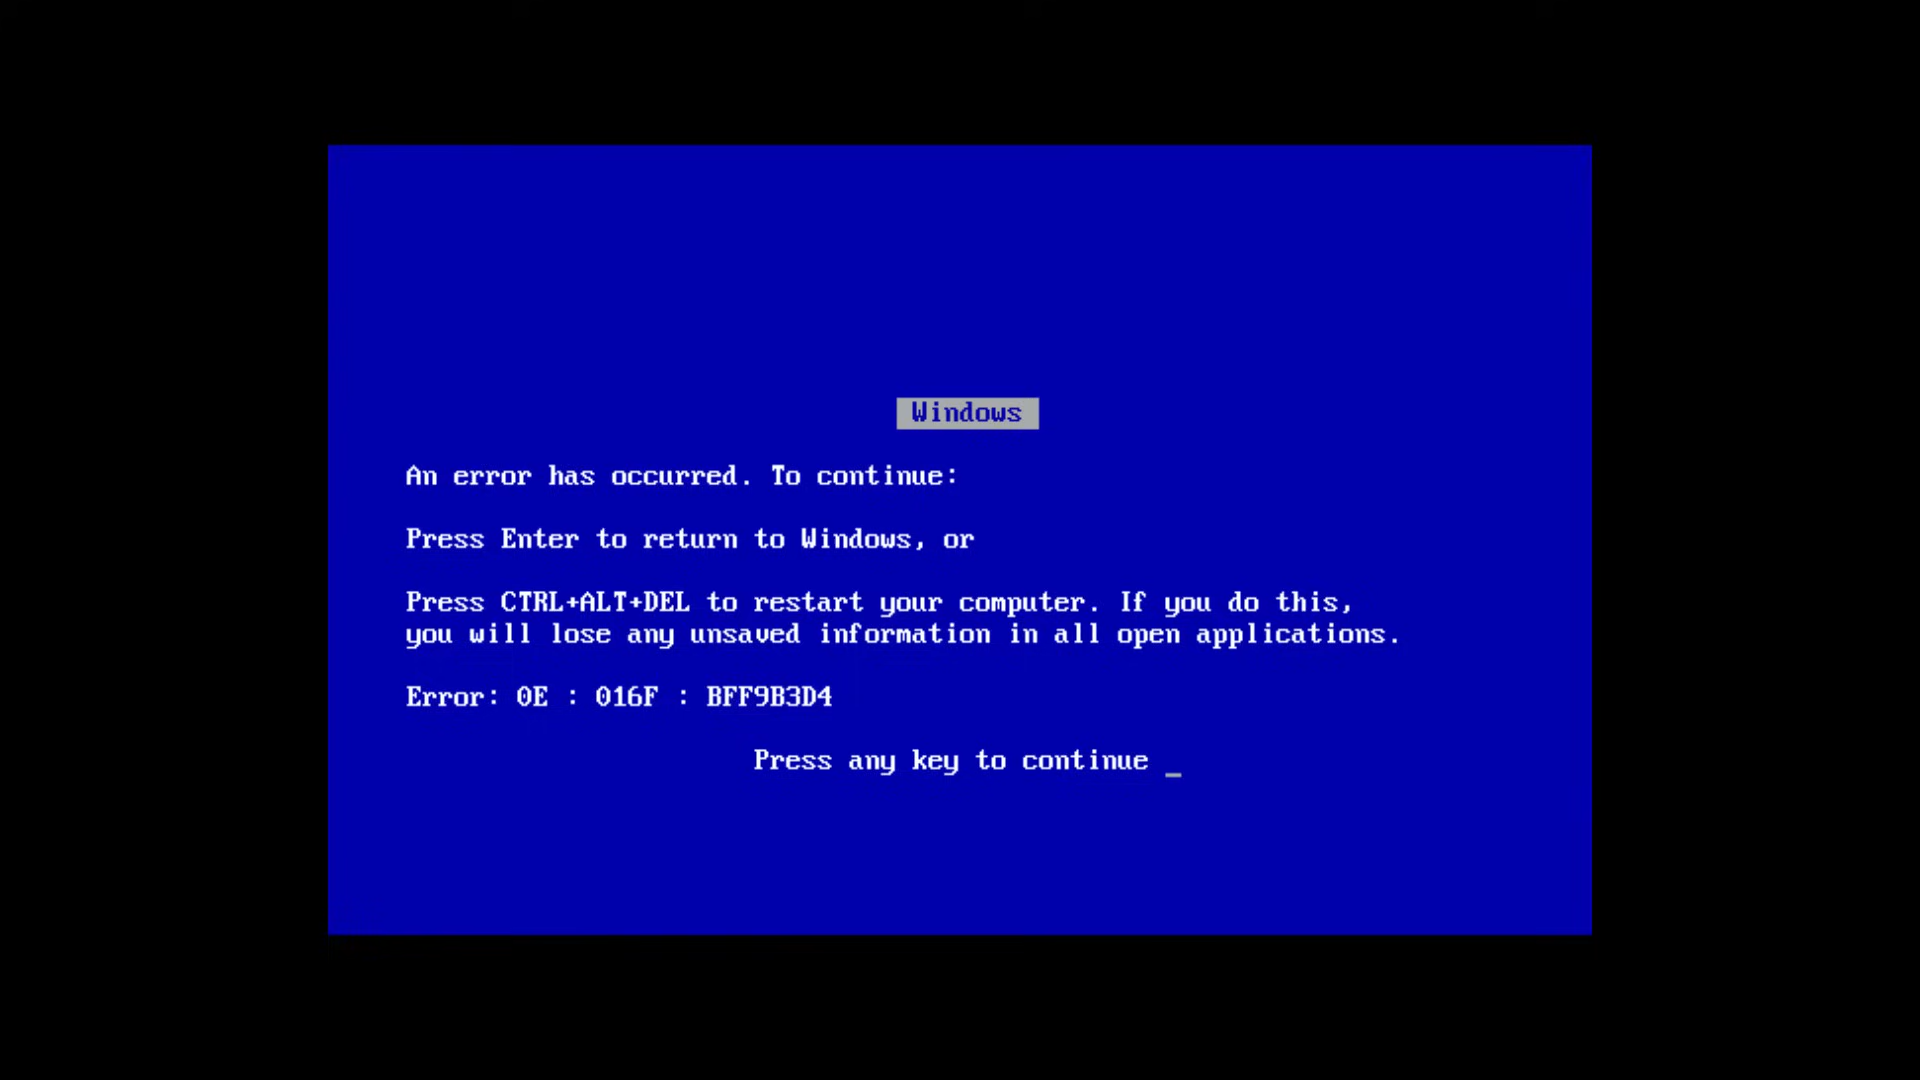 Windows
An error has occurred. To continue:
Press Enter to return to Windows, or
Press CTRL+ALT+DEL to restart your computer. If you do this,
you will lose any unsaved information in all open applications.
Error: 0E : 016F : BFF9B3D4
Press any key to continue _